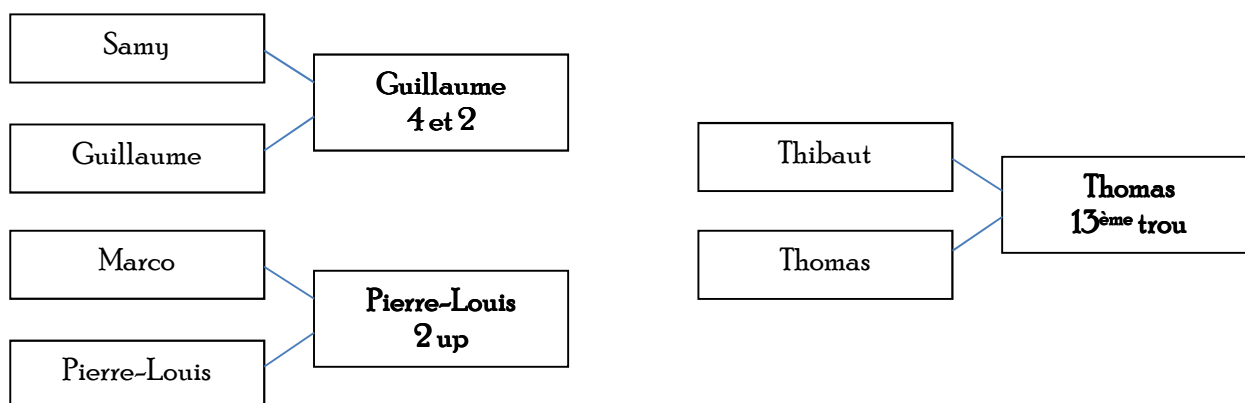 Samy
Guillaume
Guillaume
4 et 2
Marco
Pierre-Louis
Pierre-Louis
2 up
Thibaut
Thomas
Thomas
13ème trou